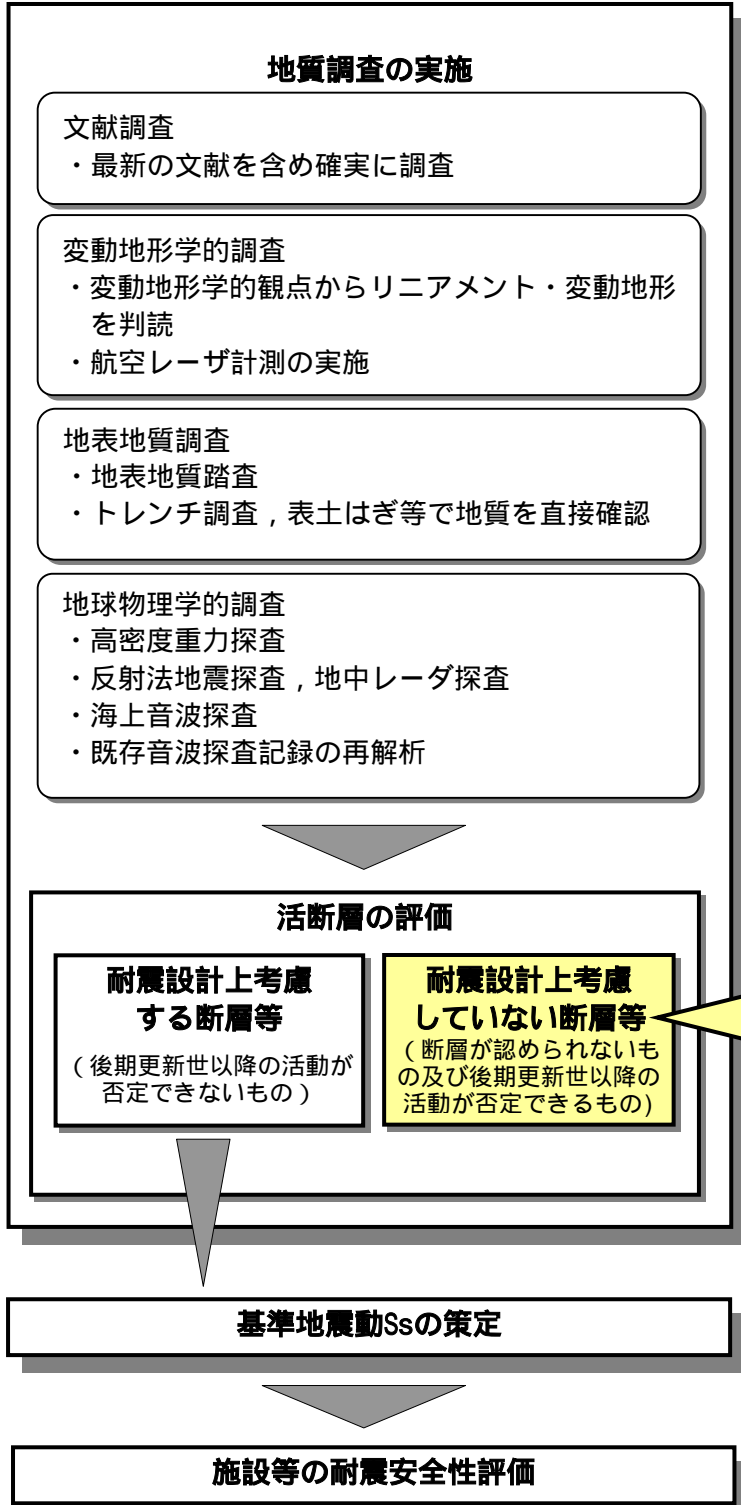 地質調査の実施
文献調査
・最新の文献を含め確実に調査
変動地形学的調査
・変動地形学的観点からリニアメント・変動地形
を判読
・航空レーザ計測の実施
地表地質調査
・地表地質踏査
・トレンチ調査，表土はぎ等で地質を直接確認
地球物理学的調査
・高密度重力探査
・反射法地震探査，地中レーダ探査
・海上音波探査
・既存音波探査記録の再解析
活断層の評価
耐震設計上考慮
する断層等
（後期更新世以降の活動が
否定できないもの）
耐震設計上考慮
していない断層等
（断層が認められないも
の及び後期更新世以降の
活動が否定できるもの)
基準地震動Ssの策定
施設等の耐震安全性評価